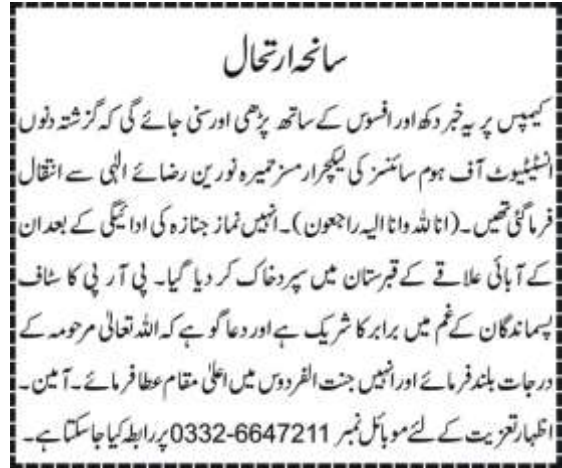 سانحہ ارتحال
کیمپس پر یہ خبر دکھ اور افسوس کے ساتھ پڑھی اور سنی جائے گی کہ گزشتہ دنوں
انسٹیٹیوٹ آف ہوم سائنسز کی لیکچرار مسز حمیرہ نورین رضائے الٰہی سے انتقال
فرما گئی تھیں۔(انا للہ وانا الیہ راجعون)۔انہیں نماز جنازہ کی ادائیگی کے بعد ان
کے آبائی علاقے کے قبرستان میں سپرد خاک کر دیا گیا۔ پی آر پی کا سٹاف
پسماندگان کے غم میں برابر کا شریک ہے اور دعا گو ہے کہ اللہ تعالیٰ مرحومہ کے
درجات بلند فرمائے اور انہیں جنت الفردوس میں اعلیٰ مقام عطا فرمائے۔آمین۔
اظہار تعزیت کے لئے موبائل نمبر 0332-6647211 پر رابطہ کیا جا سکتا ہے۔